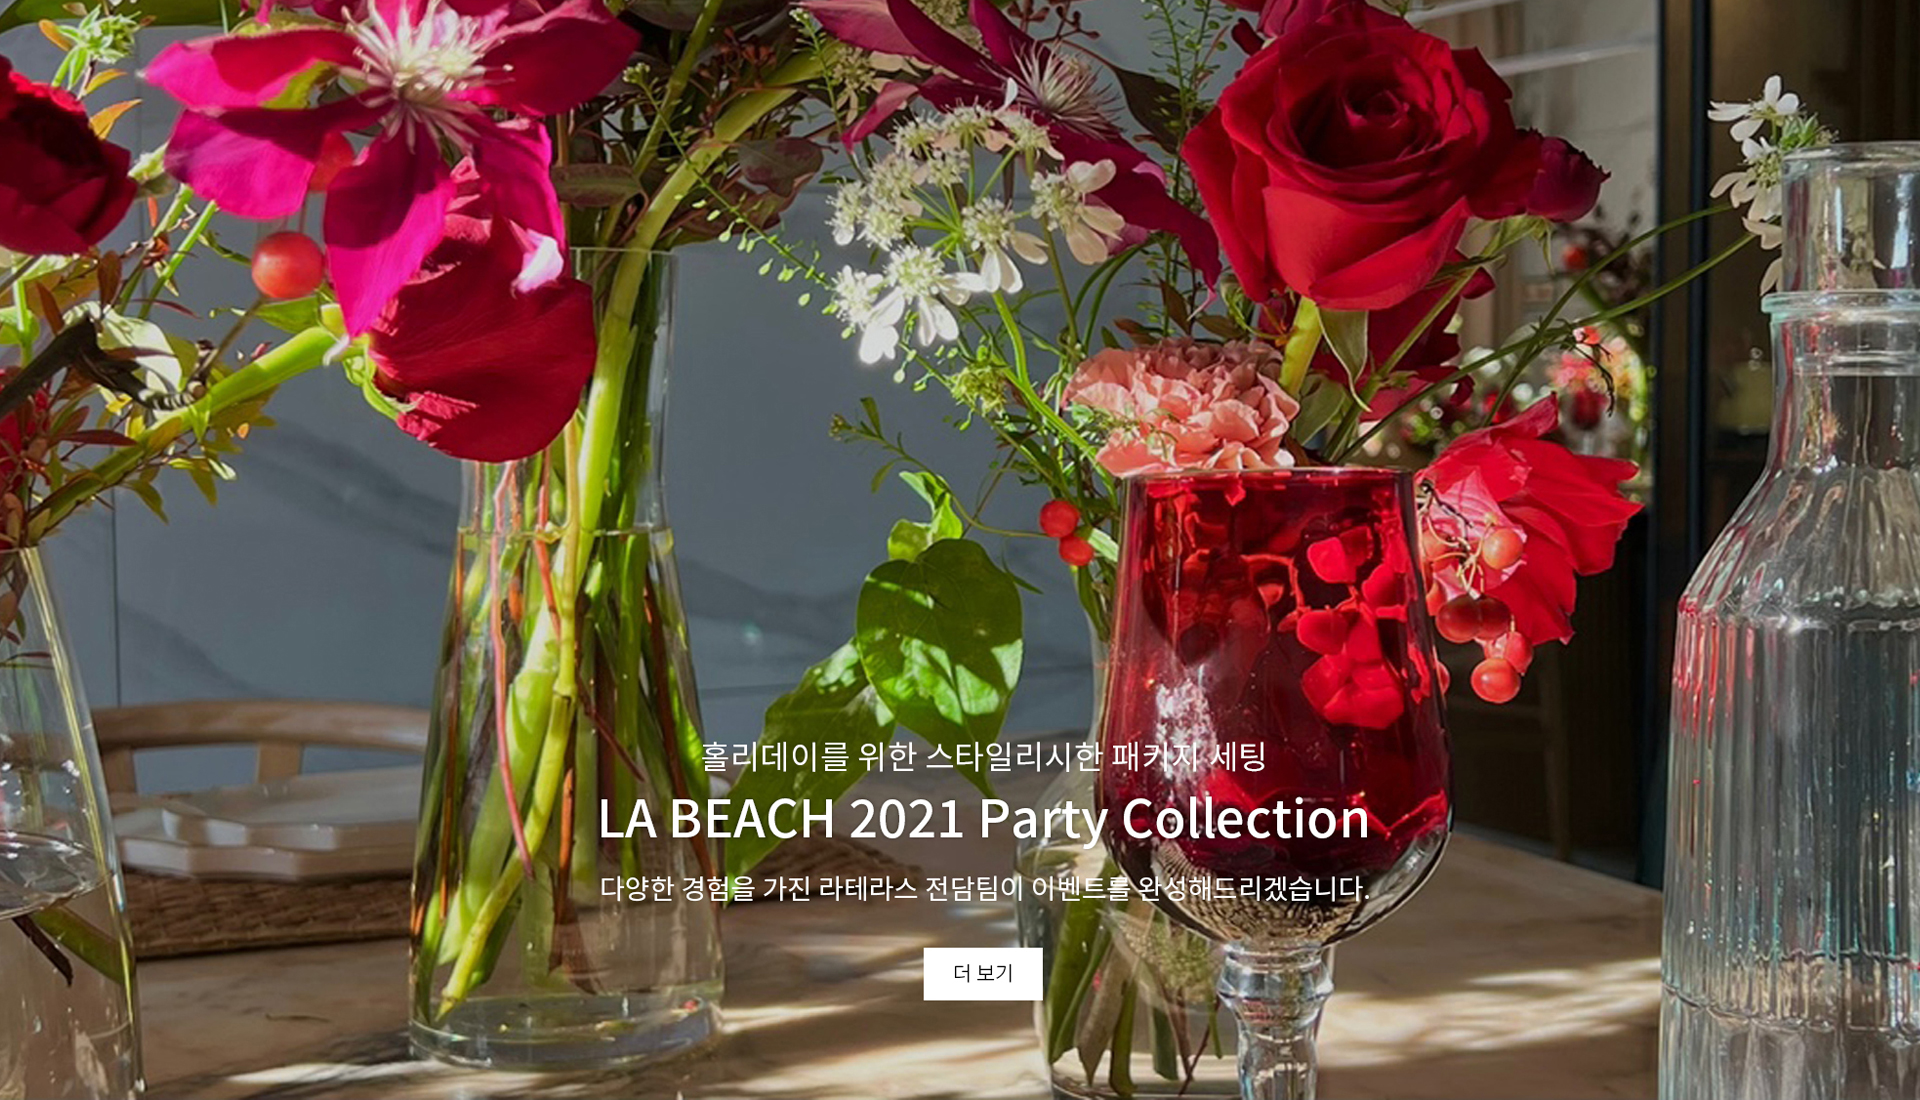 홀리데이를 위한 스타일리시한 패키지 세팅
LA BEACH 2021 Party Collection
다양한 경험을 가진 라테라스 전담팀이 이벤트를 완성해드리겠습니다.
더 보기